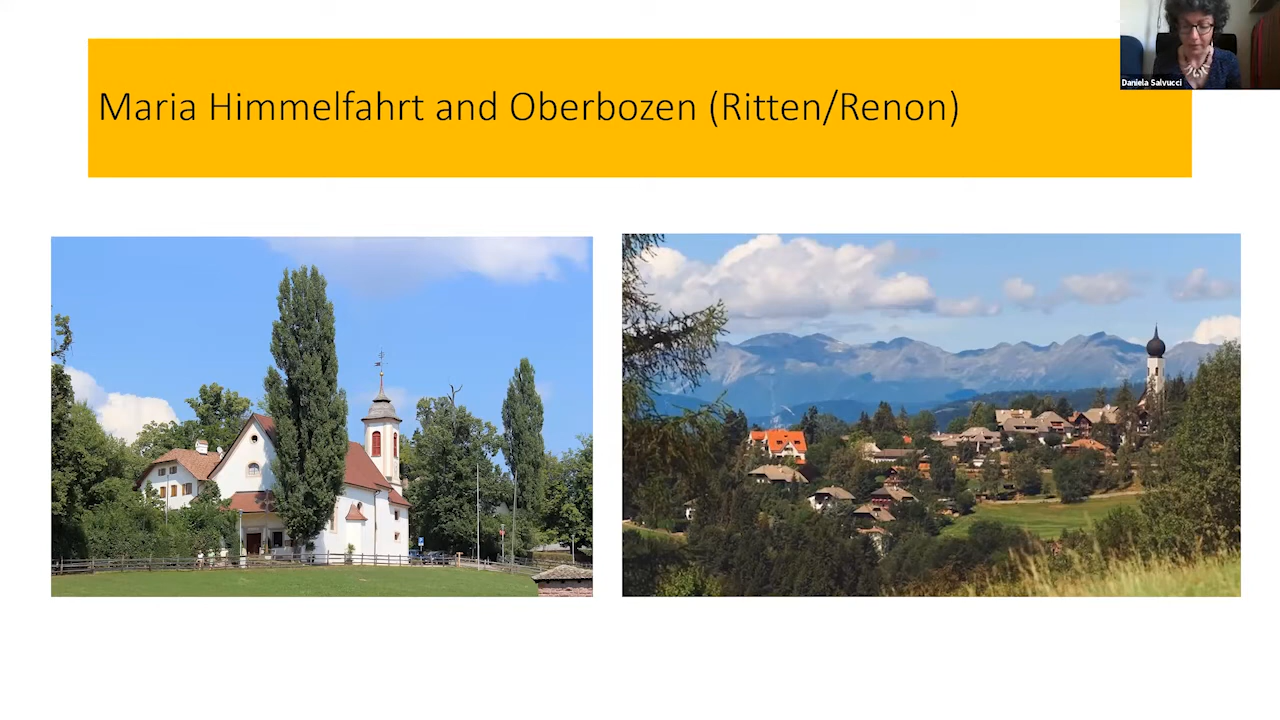 Maria Himmelfahrt and Oberbozen (Ritten/Renon)
Daniela Salvucci